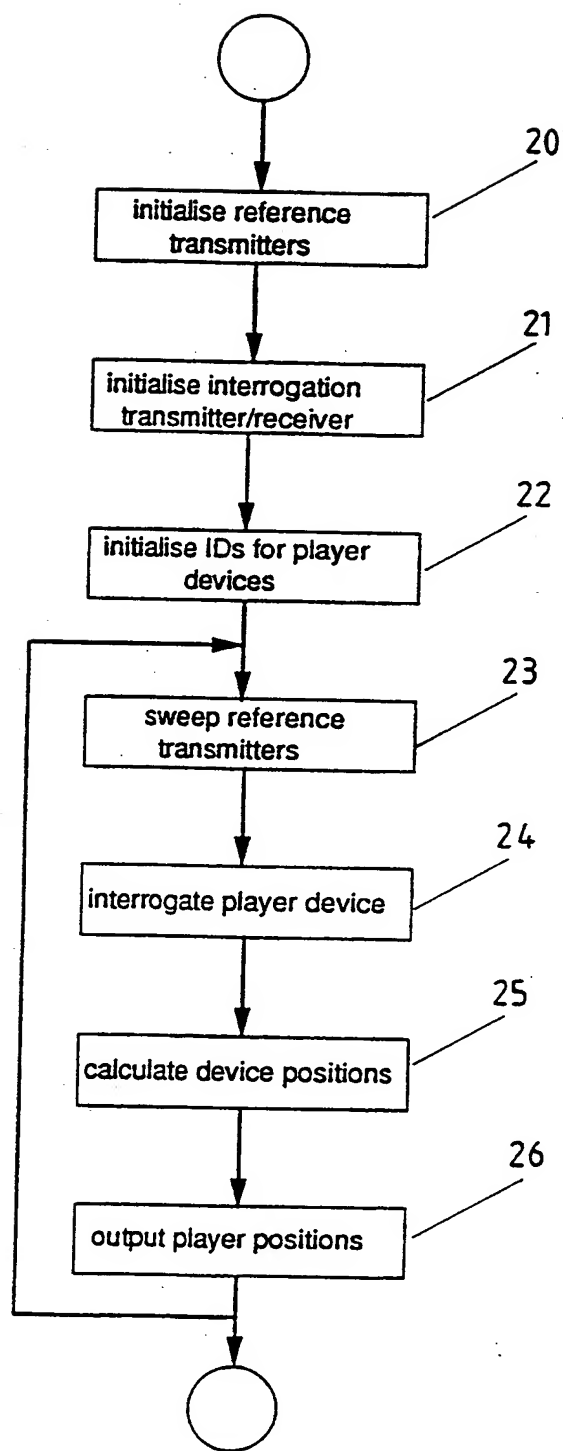 20
initialise reference
transmitters
21
initialise interrogation
transmitter/receiver
22
initialise IDs for player
devices
23
sweep reference
transmitters
24
interrogate player device
25
calculate device positions
26
output player positions